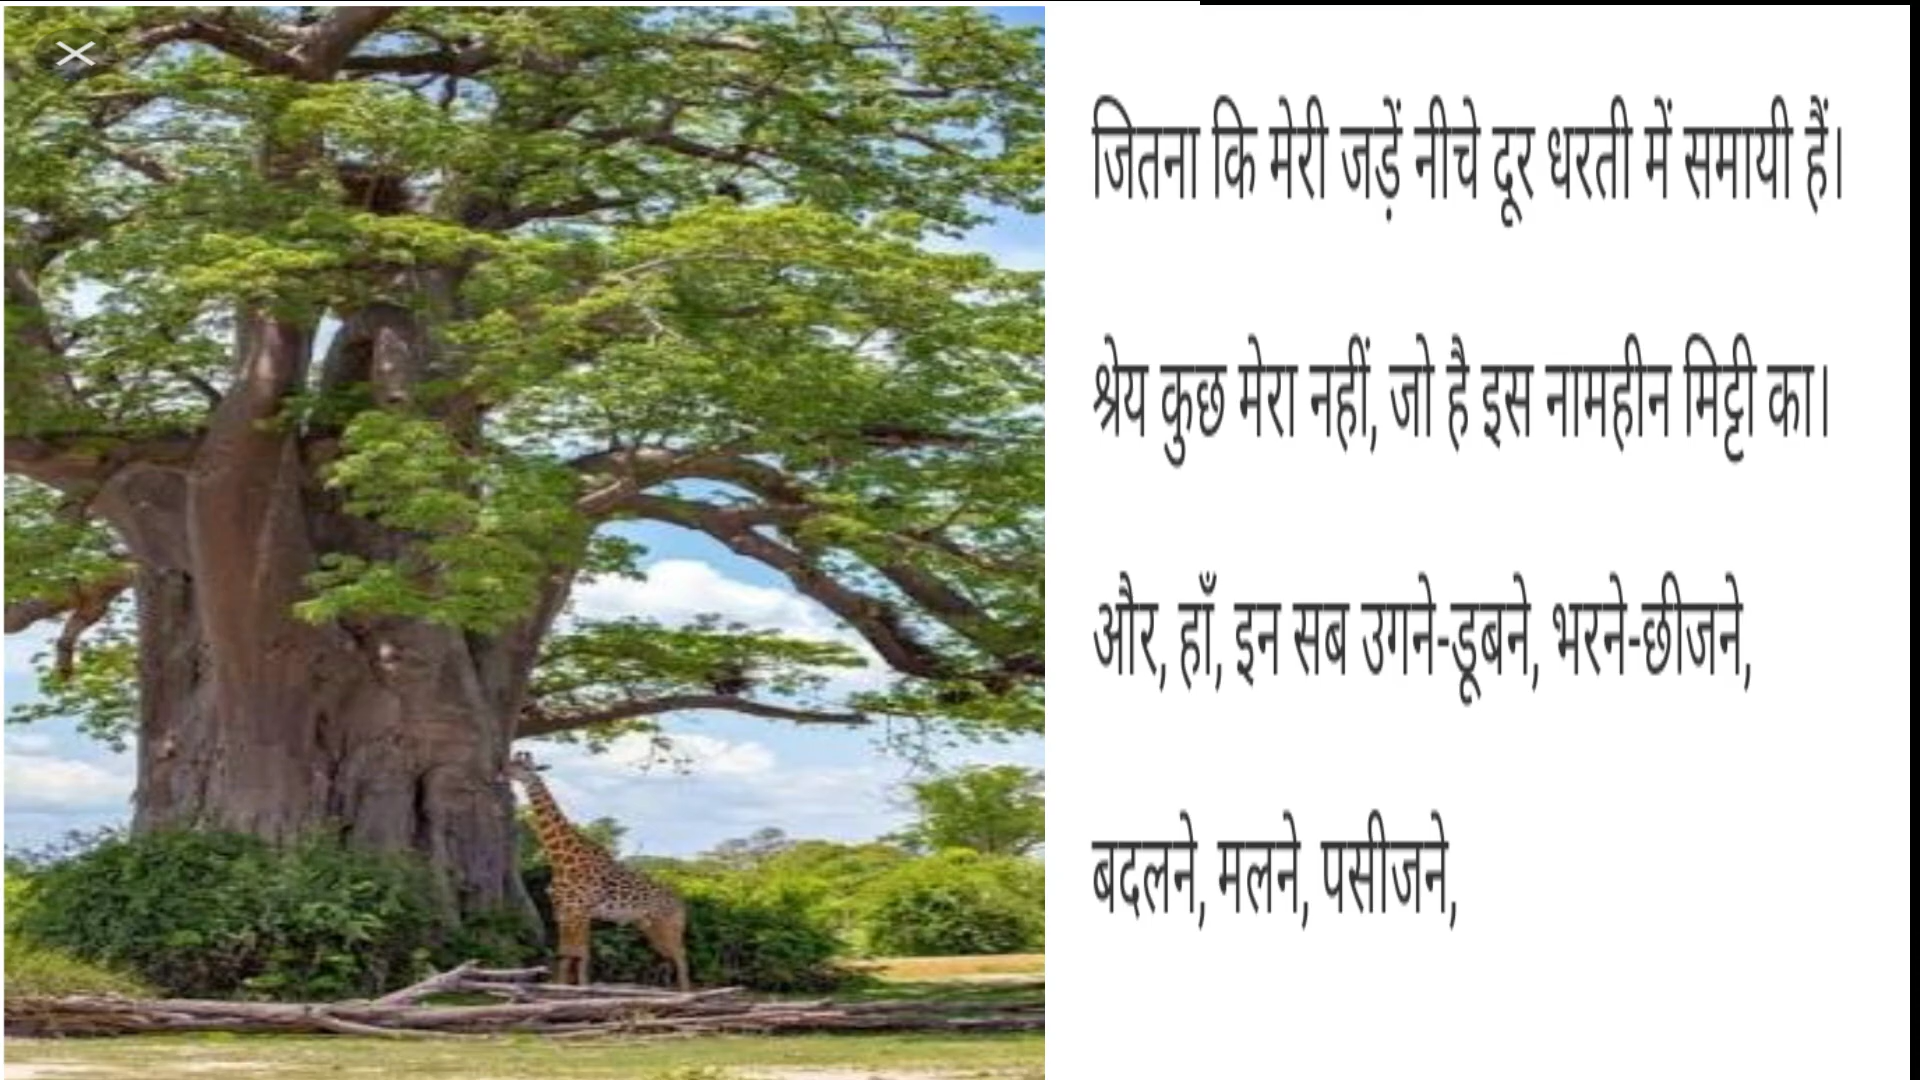 जितना कि मेरी जड़ें नीचे दूर धरती में समायी हैं।
श्रेय कुछ मेरा नहीं, जो है इस नामहीन मिट्टी का।
और, हाँ, इन सब उगने-डूबने, भरने-छीजने,
बदलने, मलने, पसीजने,